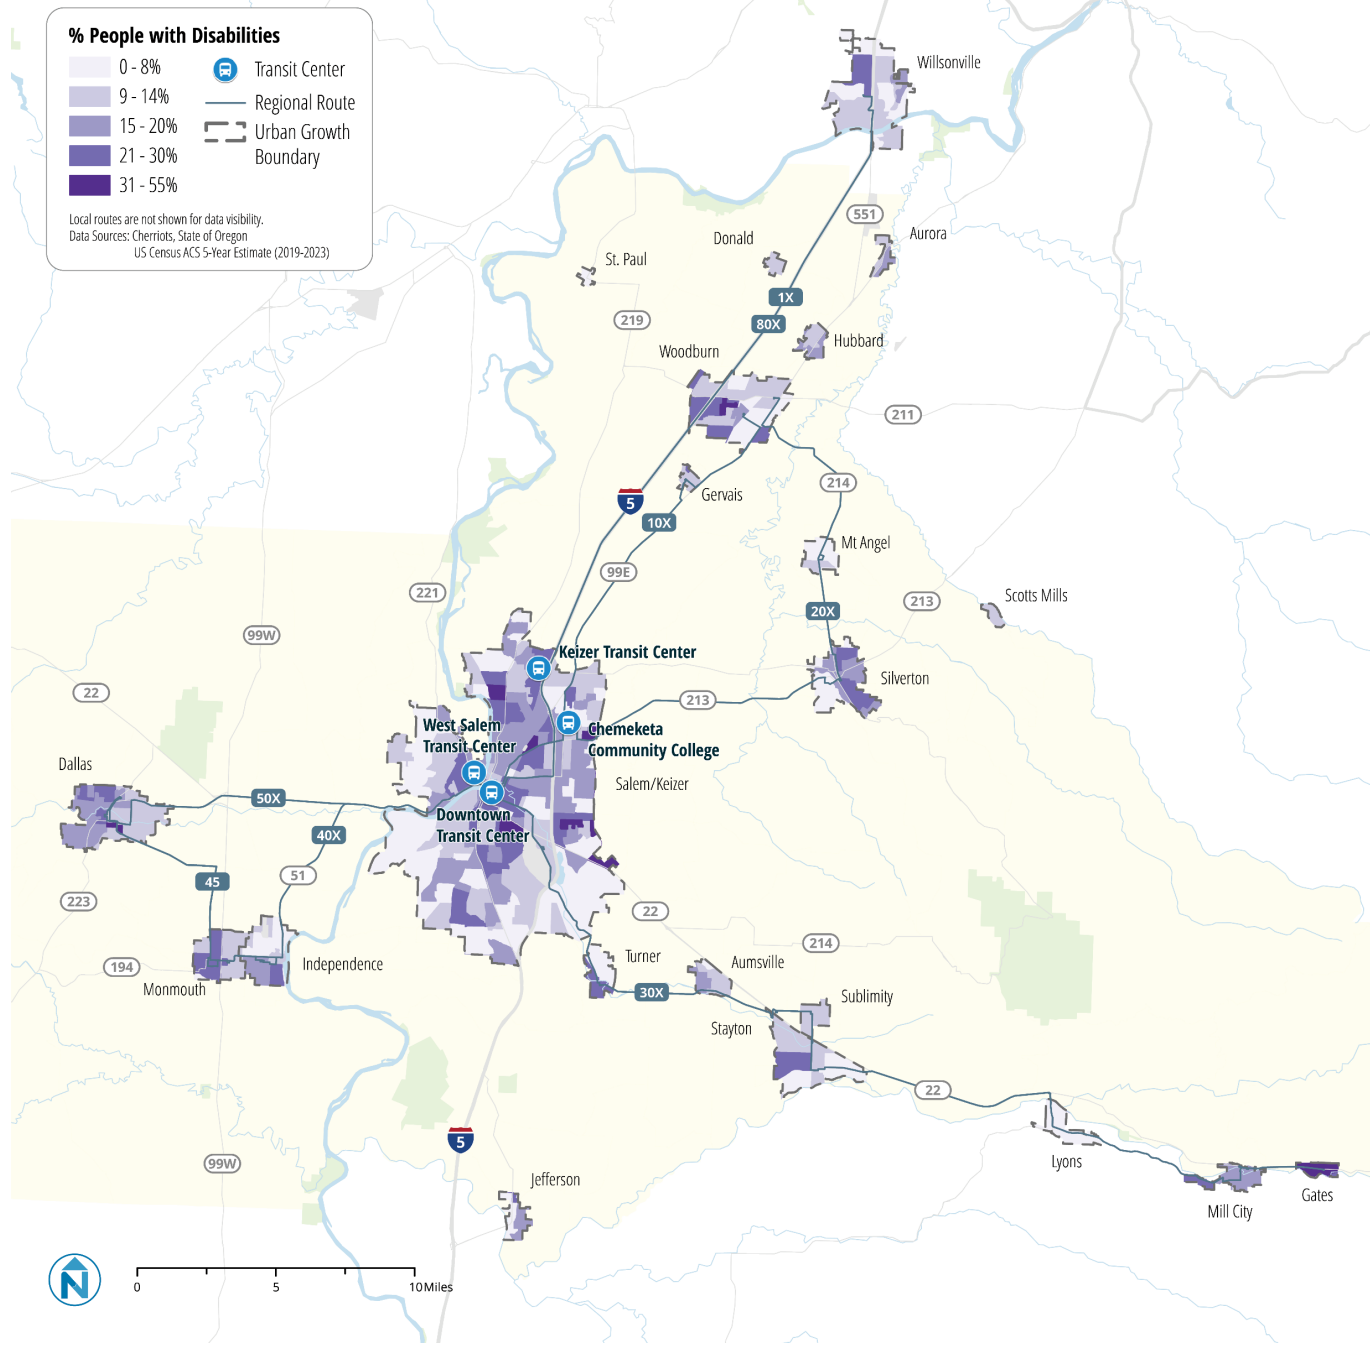 % People with Disabilities
0 - 8%
9 - 14%
15 - 20%
21 - 30%
31 - 55%
Transit Center
Regional Route
Urban Growth
Boundary
Local routes are not shown for data visibility.
Data Sources: Cherriots, State of Oregon
US Census ACS 5-Year Estimate (2019-2023)
Willsonville
551
Aurora
Donald
St. Paul
1X
219
80X
Hubbard
Woodburn
211
214
Gervais
5
10X
Mt Angel
99E
221
213
Scotts Mills
20X
99W
Keizer Transit Center
Silverton
22
213
West Salem
Transit Center
Chemeketa
Community College
Dallas
Salem/Keizer
50X
Downtown
Transit Center
40X
51
45
223
22
214
Turner
Aumsville
Independence
194
Monmouth
30X
Sublimity
Stayton
22
5
99W
Lyons
Jefferson
Gates
Mill City
N
0
5
10 Miles